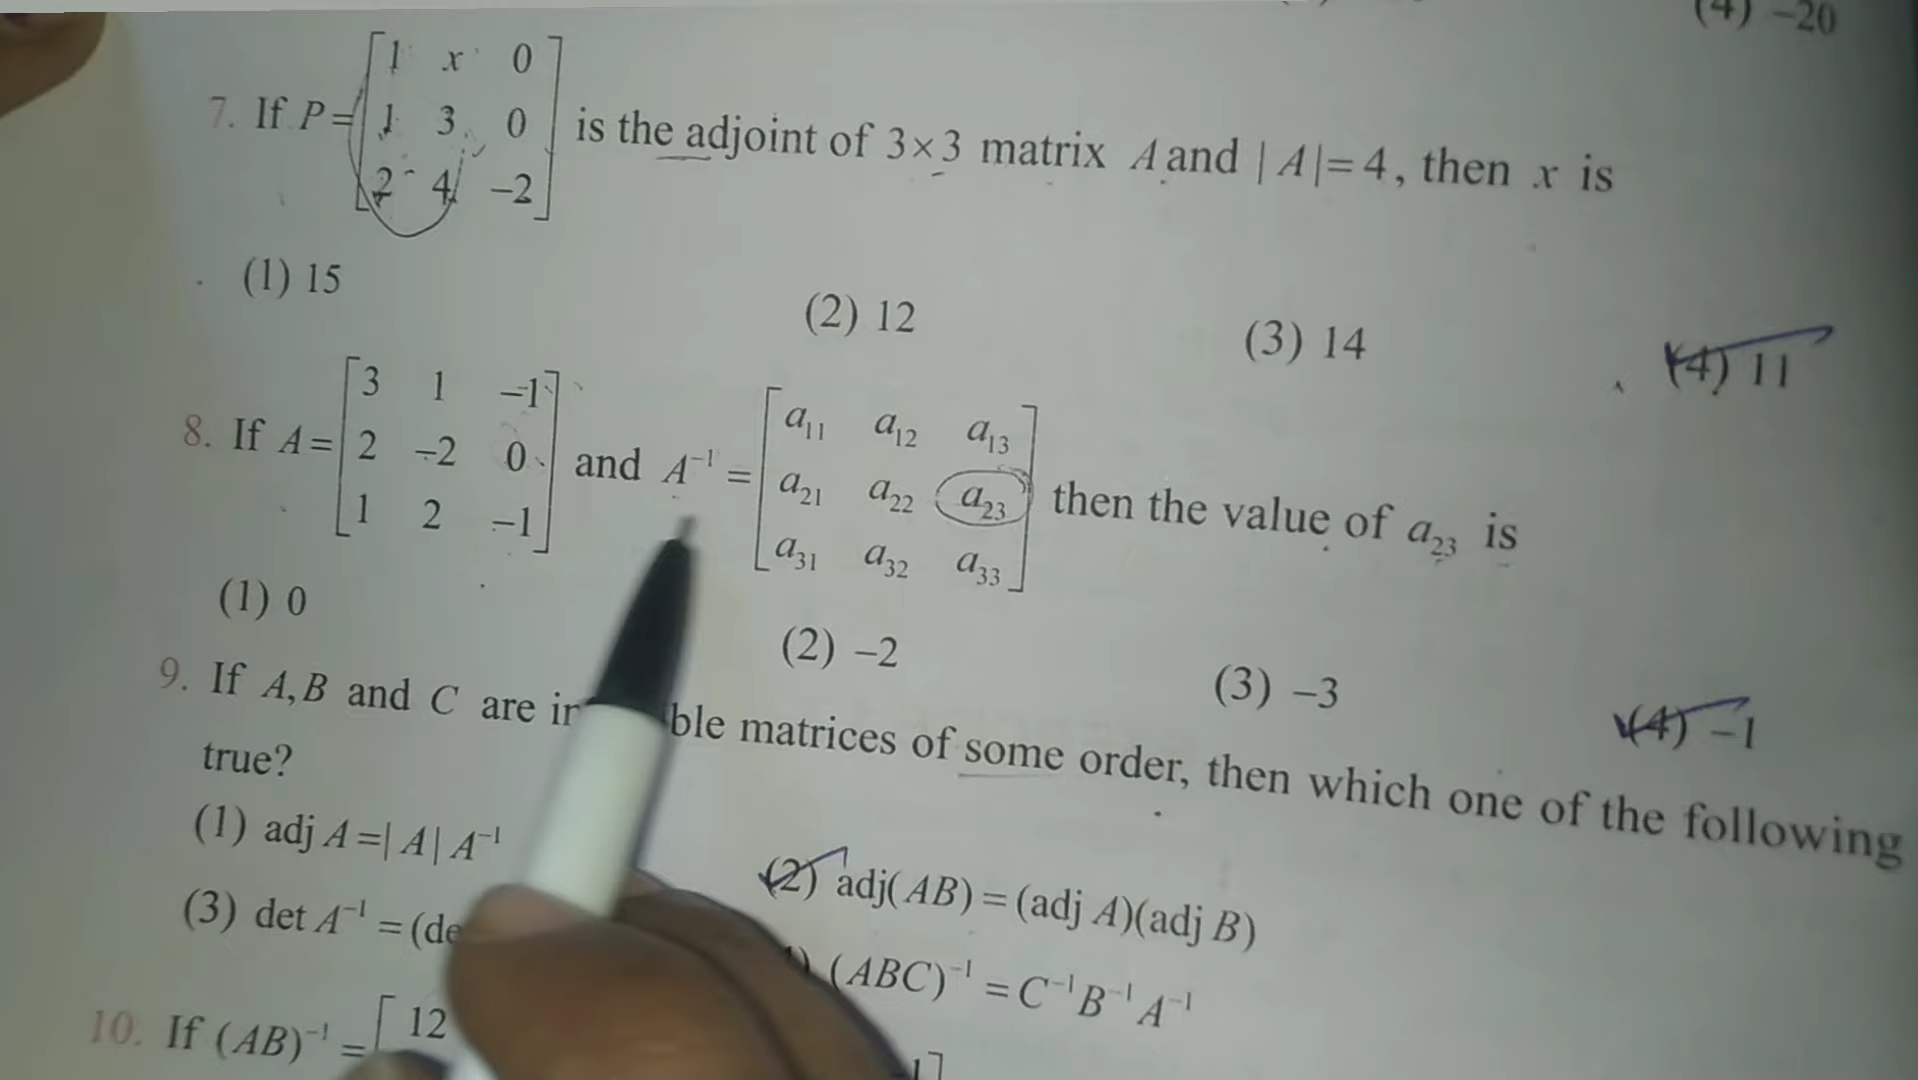 (4) −20
7. If P = [1 x 0
1 3 0
2 4 −2] is the adjoint of 3×3 matrix A and |A| = 4, then x is
(1) 15 (2) 12 (3) 14 (4) 11
8. If A = [3 1 −1
2 −2 0
1 2 −1] and A⁻¹ = [a₁₁ a₁₂ a₁₃
a₂₁ a₂₂ a₂₃
a₃₁ a₃₂ a₃₃] then the value of a₂₃ is
(1) 0 (2) −2 (3) −3 (4) −1
9. If A, B and C are in ble matrices of some order, then which one of the following
true?
(1) adj A = |A| A⁻¹ (2) adj(AB) = (adj A)(adj B)
(3) det A⁻¹ = (de ) (ABC)⁻¹ = C⁻¹B⁻¹A⁻¹
10. If (AB)⁻¹ = [12